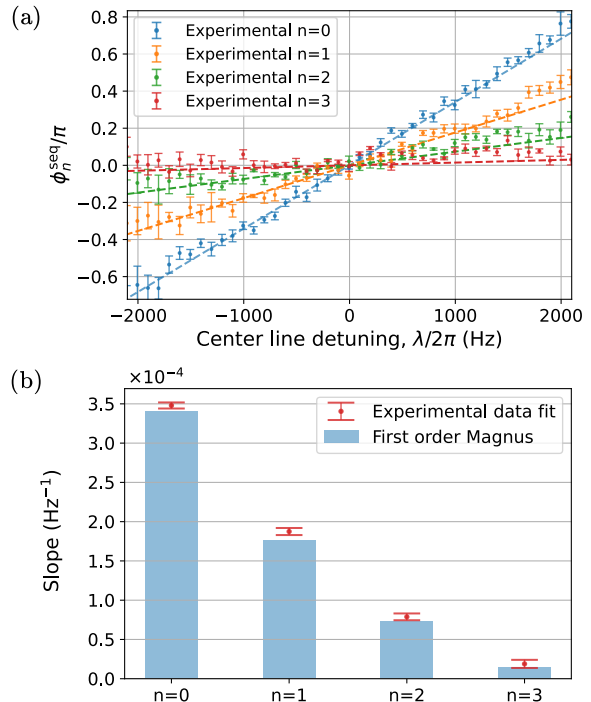 (a)
0.8
0.6
0.4
0.2
0.0
−0.2
−0.4
−0.6
ϕₙ^seq/π
Experimental n=0
Experimental n=1
Experimental n=2
Experimental n=3
−2000 −1000 0 1000 2000
Center line detuning, λ/2π (Hz)
(b)
×10⁻⁴
3.5
3.0
2.5
2.0
1.5
1.0
0.5
0.0
Slope (Hz⁻¹)
Experimental data fit
First order Magnus
n=0 n=1 n=2 n=3